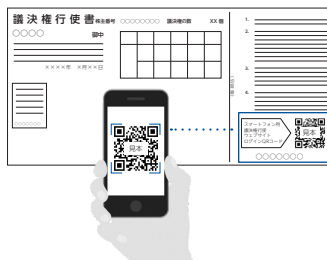 議決権行使書 株主番号 ○○○○○○○○ 議決権の数 XX 個
○○○○ 御中
××××年 ×月××日
○○○○○○○
1.
2.
3.
4.
スマートフォン用
議決権行使
ウェブサイト
ログインQRコード
見本
○○○○○○○
見本